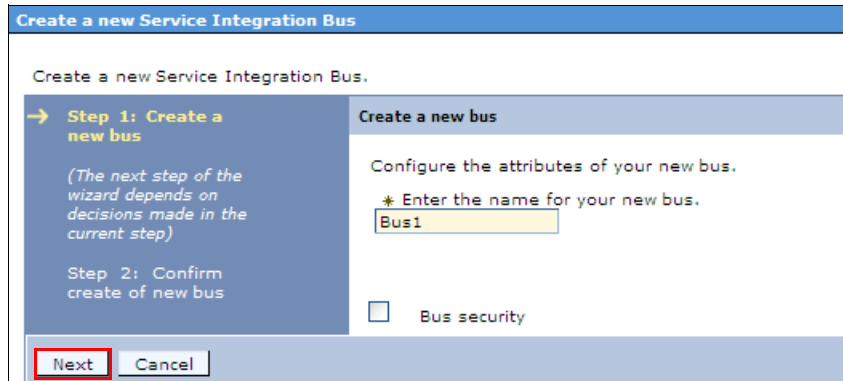 Create a new Service Integration Bus
Create a new Service Integration Bus.
Step 1: Create a
new bus
(The next step of the
wizard depends on
decisions made in the
current step)
Step 2: Confirm
create of new bus
Create a new bus
Configure the attributes of your new bus.
* Enter the name for your new bus.
Bus1
Bus security
Next
Cancel